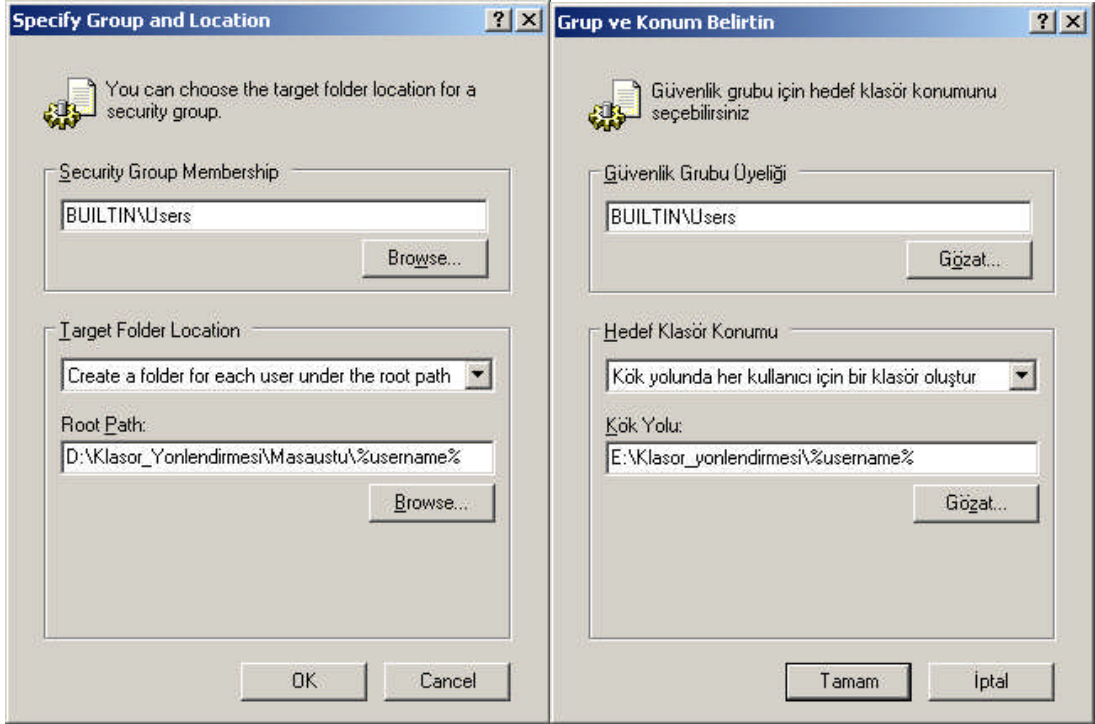 Specify Group and Location
You can choose the target folder location for a
security group.
Security Group Membership
BUILTIN\Users
Browse...
Target Folder Location
Create a folder for each user under the root path
Root Path:
D:\Klasor_Yonlendirmesi\Masaustu\%username%
Browse...
OK
Cancel
Grup ve Konum Belirtin
Güvenlik grubu için hedef klasör konumunu
seçebilirsiniz
Güvenlik Grubu Üyeliği
BUILTIN\Users
Gözat...
Hedef Klasör Konumu
Kök yolunda her kullanıcı için bir klasör oluştur
Kök Yolu:
E:\Klasor_yonlendirmesi\%username%
Gözat...
Tamam
İptal